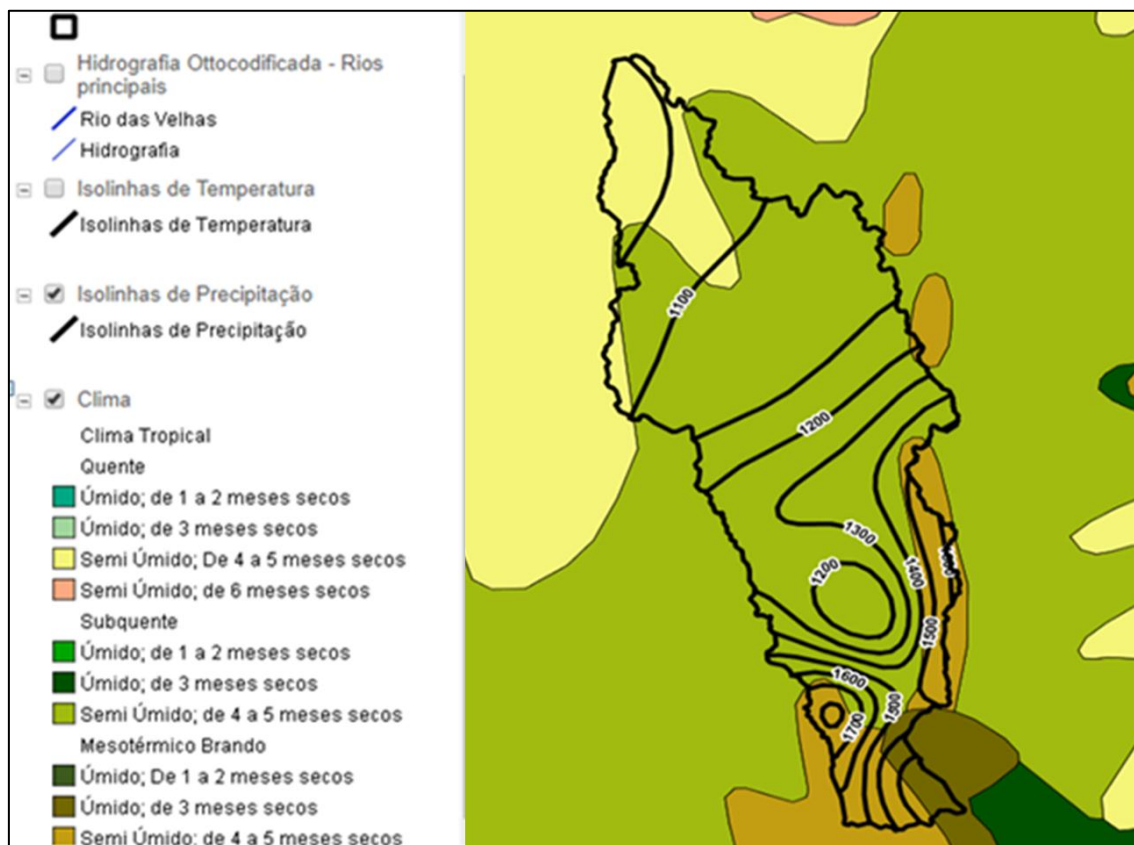 Hidrografia Ottocodificada - Rios
principais
Rio das Velhas
Hidrografia
Isolinhas de Temperatura
Isolinhas de Temperatura
Isolinhas de Precipitação
Isolinhas de Precipitação
Clima
Clima Tropical
Quente
Úmido; de 1 a 2 meses secos
Úmido; de 3 meses secos
Semi Úmido; De 4 a 5 meses secos
Semi Úmido; de 6 meses secos
Subquente
Úmido; de 1 a 2 meses secos
Úmido; de 3 meses secos
Semi Úmido; de 4 a 5 meses secos
Mesotérmico Brando
Úmido; De 1 a 2 meses secos
Úmido; de 3 meses secos
Semi Úmido; de 4 a 5 meses secos
1100
1200
1300
1200
1400
1500
1600
1700